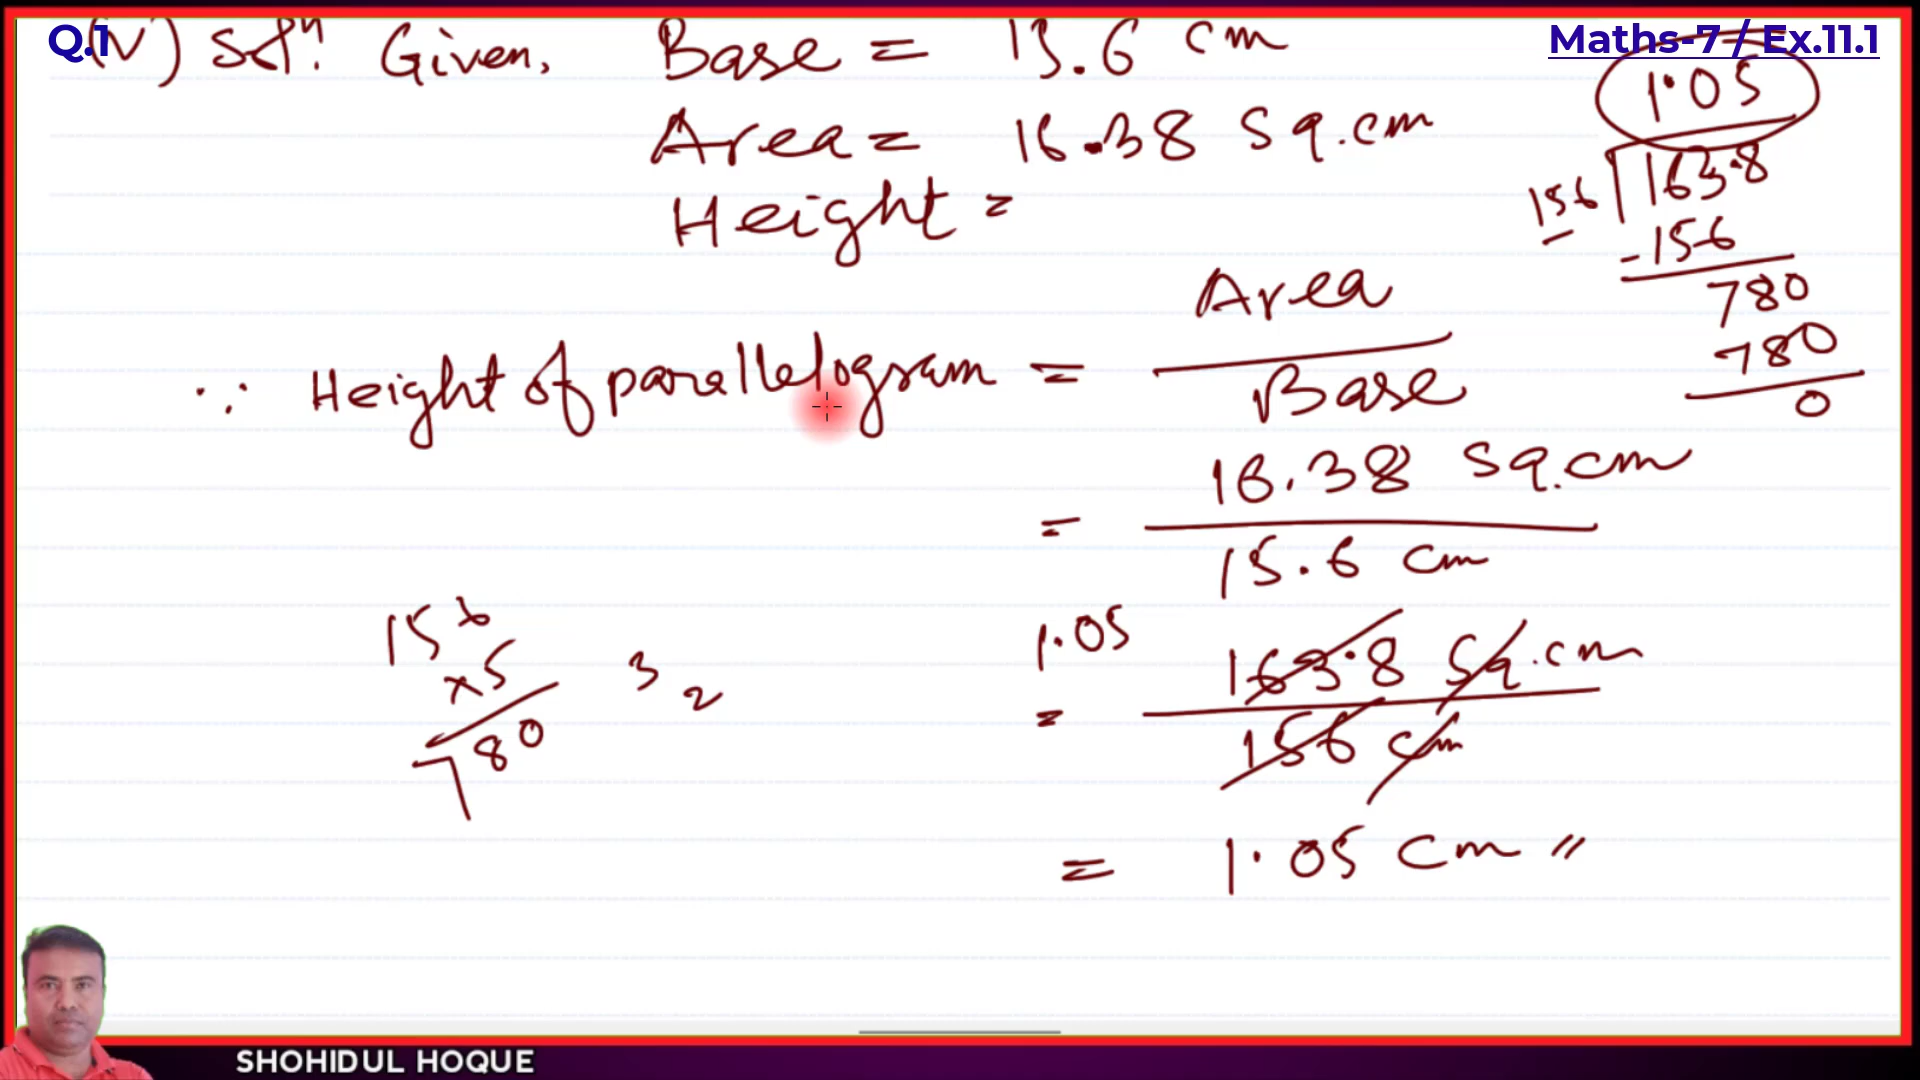 Q.1
Maths-7 / Ex.11.1
(v) Solⁿ: Given, Base = 15.6 cm
Area = 16.38 Sq.cm
Height =
1.05
156 163.8
-156
780
780
0
∵ Height of parallelogram = Area
Base
= 16.38 Sq.cm
15.6 cm
1.05
= 163.8 Sq.cm
156 cm
= 1.05 cm //
156
×5
780
3
2
SHOHIDUL HOQUE